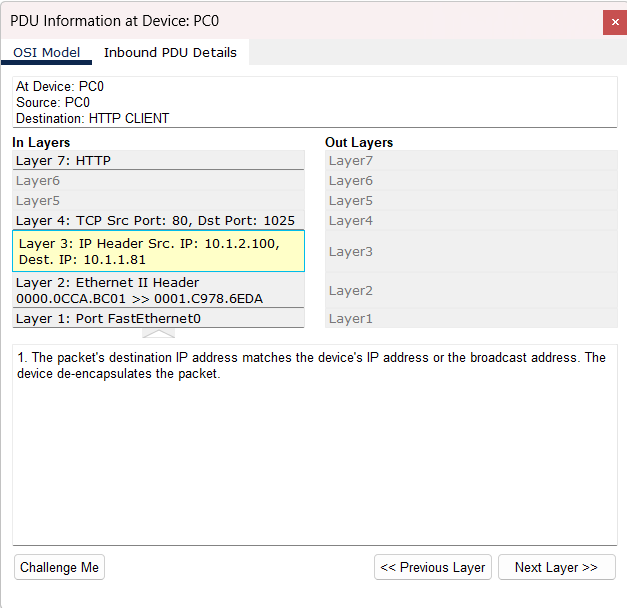 PDU Information at Device: PC0
×
OSI Model
Inbound PDU Details
At Device: PC0
Source: PC0
Destination: HTTP CLIENT
In Layers
Layer 7: HTTP
Layer6
Layer5
Layer 4: TCP Src Port: 80, Dst Port: 1025
Layer 3: IP Header Src. IP: 10.1.2.100,
Dest. IP: 10.1.1.81
Layer 2: Ethernet II Header
0000.0CCA.BC01 >> 0001.C978.6EDA
Layer 1: Port FastEthernet0
Out Layers
Layer7
Layer6
Layer5
Layer4
Layer3
Layer2
Layer1
1. The packet's destination IP address matches the device's IP address or the broadcast address. The
device de-encapsulates the packet.
Challenge Me
<< Previous Layer
Next Layer >>